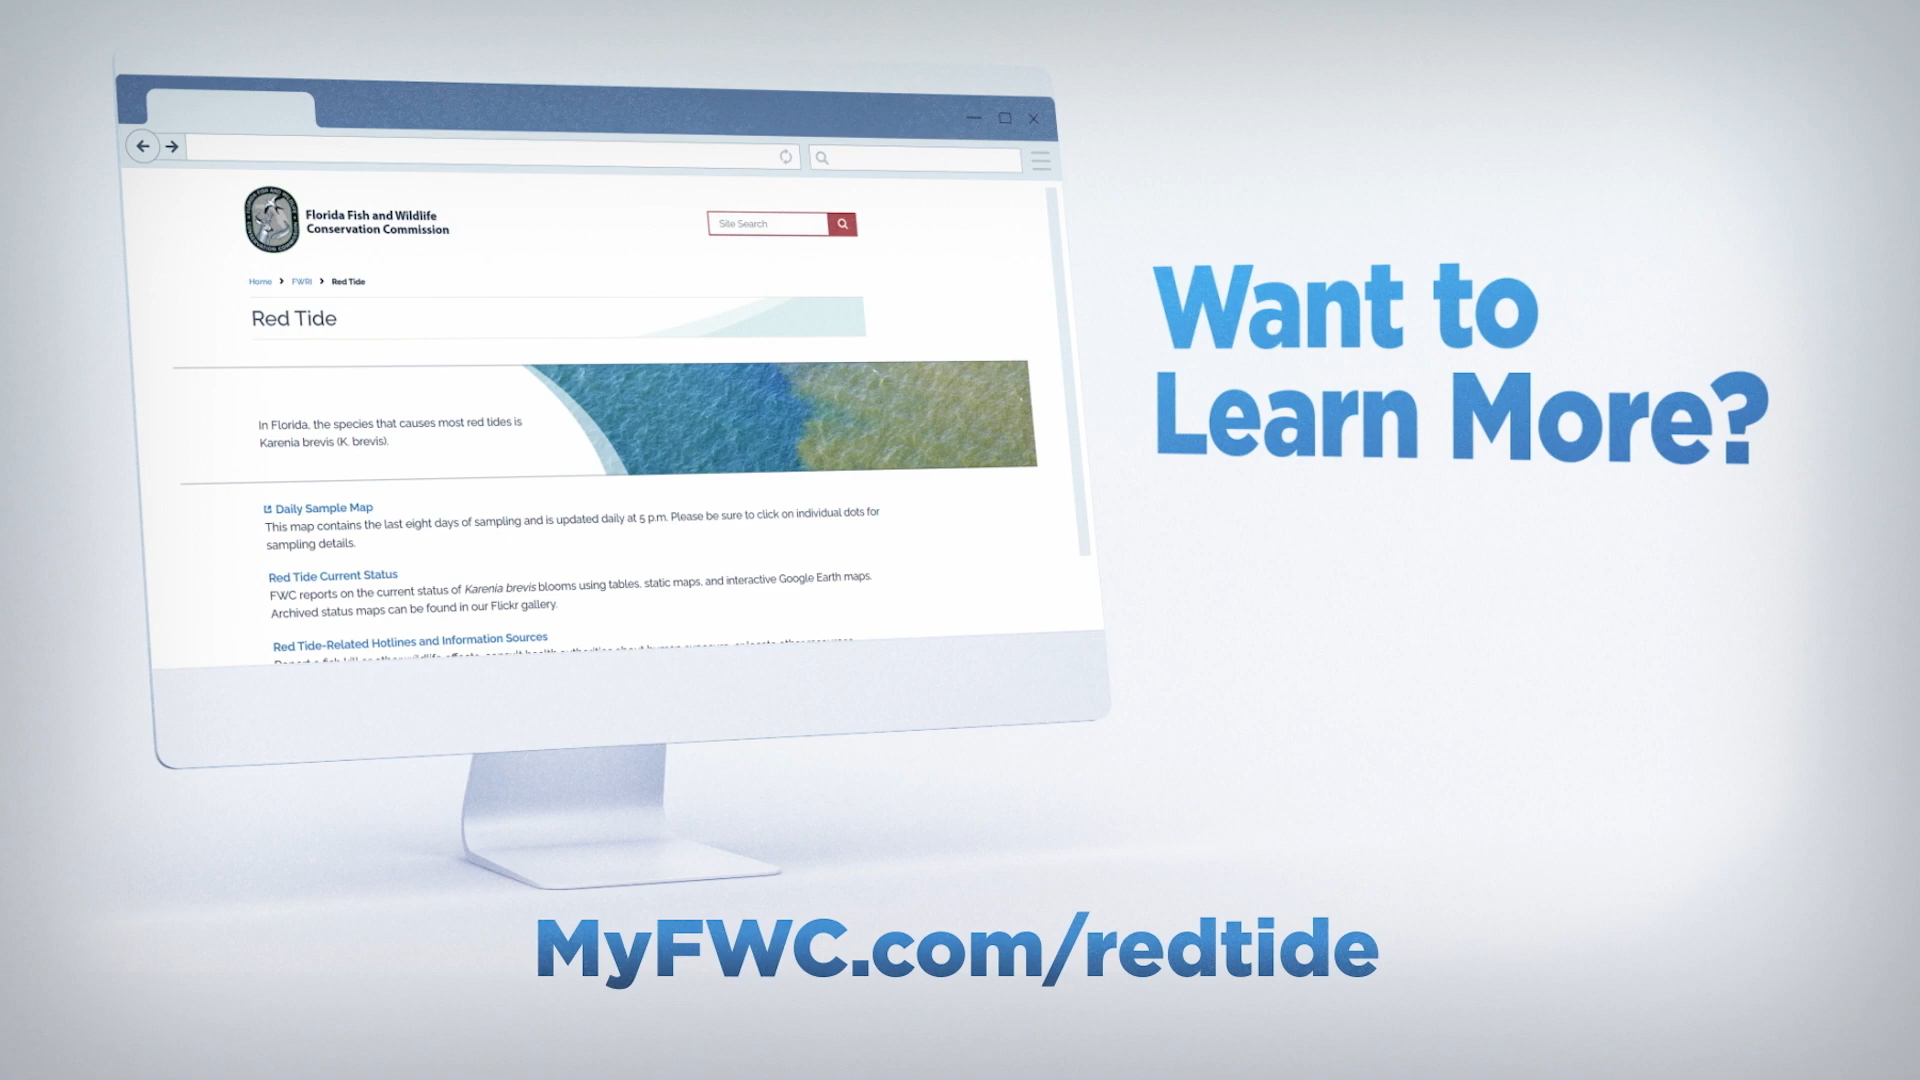 Florida Fish and Wildlife
Conservation Commission
Site Search
Home > FWRI > Red Tide
Red Tide
In Florida, the species that causes most red tides is
Karenia brevis (K. brevis).
Daily Sample Map
This map contains the last eight days of sampling and is updated daily at 5 p.m. Please be sure to click on individual dots for
sampling details.
Red Tide Current Status
FWC reports on the current status of Karenia brevis blooms using tables, static maps, and interactive Google Earth maps.
Archived status maps can be found in our Flickr gallery.
Red Tide-Related Hotlines and Information Sources
Want to
Learn More?
MyFWC.com/redtide